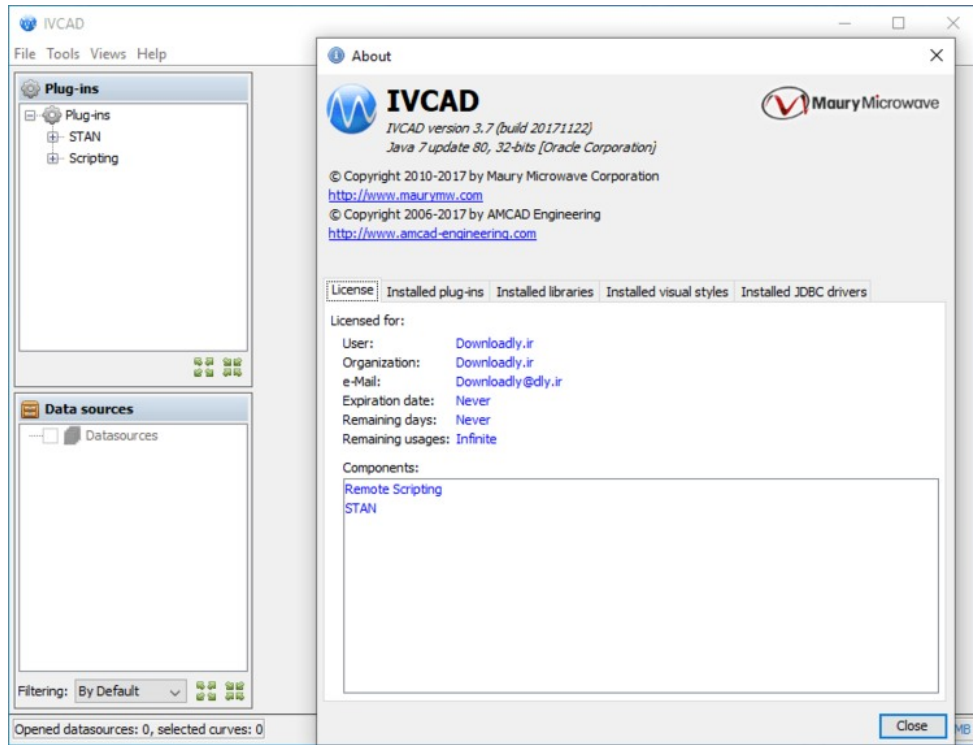 IVCAD
File Tools Views Help
Plug-ins
Plug-ins
STAN
Scripting
Data sources
Datasources
Filtering: By Default
Opened datasources: 0, selected curves: 0
About
IVCAD
IVCAD version 3.7 (build 20171122)
Java 7 update 80, 32-bits [Oracle Corporation]
Maury Microwave
© Copyright 2010-2017 by Maury Microwave Corporation
http://www.maurymw.com
© Copyright 2006-2017 by AMCAD Engineering
http://www.amcad-engineering.com
License Installed plug-ins Installed libraries Installed visual styles Installed JDBC drivers
Licensed for:
User: Downloadly.ir
Organization: Downloadly.ir
e-Mail: Downloadly@dly.ir
Expiration date: Never
Remaining days: Never
Remaining usages: Infinite
Components:
Remote Scripting
STAN
Close
MB